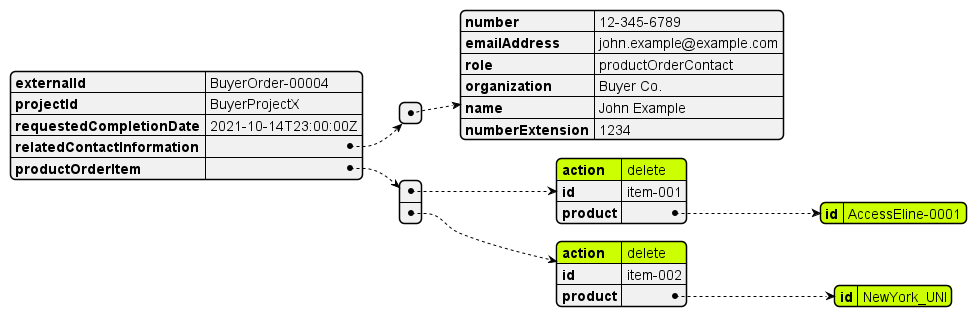 externalId BuyerOrder-00004
projectId BuyerProjectX
requestedCompletionDate 2021-10-14T23:00:00Z
relatedContactInformation
productOrderItem
number 12-345-6789
emailAddress john.example@example.com
role productOrderContact
organization Buyer Co.
name John Example
numberExtension 1234
action delete
id item-001
product
id AccessEline-0001
action delete
id item-002
product
id NewYork_UNI